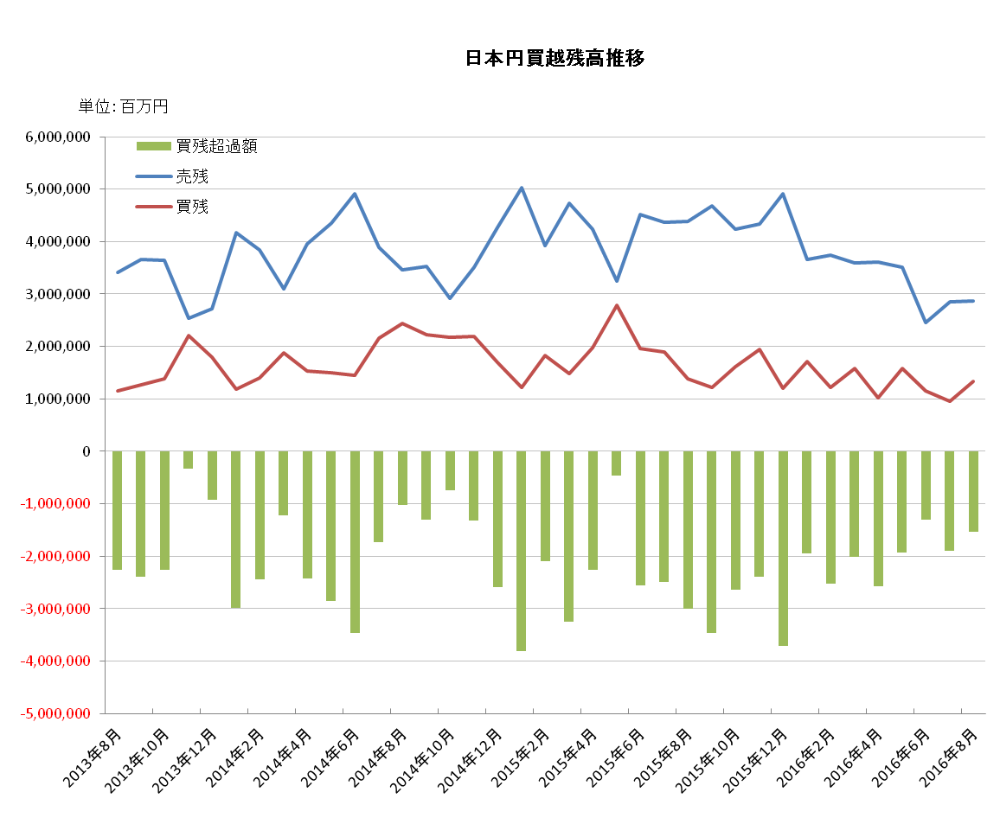 日本円買越残高推移
単位: 百万円
6,000,000
5,000,000
4,000,000
3,000,000
2,000,000
1,000,000
0
-1,000,000
-2,000,000
-3,000,000
-4,000,000
-5,000,000
買残超過額
売残
買残
2013年8月
2013年10月
2013年12月
2014年2月
2014年4月
2014年6月
2014年8月
2014年10月
2014年12月
2015年2月
2015年4月
2015年6月
2015年8月
2015年10月
2015年12月
2016年2月
2016年4月
2016年6月
2016年8月